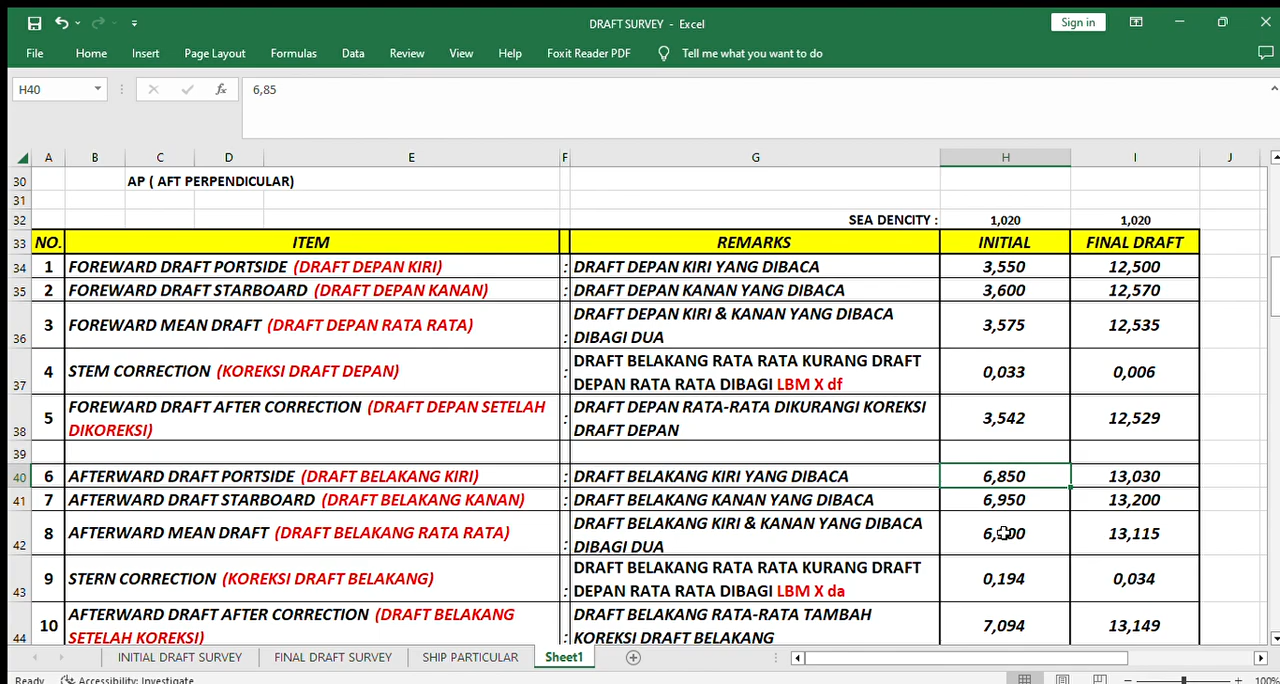 DRAFT SURVEY - Excel
Sign in
File Home Insert Page Layout Formulas Data Review View Help Foxit Reader PDF Tell me what you want to do
H40 fx 6,85
A B C D E F G H I J
30 AP ( AFT PERPENDICULAR)
31
32 SEA DENCITY : 1,020 1,020
33 NO. ITEM REMARKS INITIAL FINAL DRAFT
34 1 FOREWARD DRAFT PORTSIDE (DRAFT DEPAN KIRI) : DRAFT DEPAN KIRI YANG DIBACA 3,550 12,500
35 2 FOREWARD DRAFT STARBOARD (DRAFT DEPAN KANAN) : DRAFT DEPAN KANAN YANG DIBACA 3,600 12,570
DRAFT DEPAN KIRI & KANAN YANG DIBACA
3 FOREWARD MEAN DRAFT (DRAFT DEPAN RATA RATA) 3,575 12,535
36 : DIBAGI DUA
DRAFT BELAKANG RATA RATA KURANG DRAFT
4 STEM CORRECTION (KOREKSI DRAFT DEPAN) 0,033 0,006
37 : DEPAN RATA RATA DIBAGI LBM X df
FOREWARD DRAFT AFTER CORRECTION (DRAFT DEPAN SETELAH DRAFT DEPAN RATA-RATA DIKURANGI KOREKSI
5 3,542 12,529
38 DIKOREKSI) : DRAFT DEPAN
39
40 6 AFTERWARD DRAFT PORTSIDE (DRAFT BELAKANG KIRI) : DRAFT BELAKANG KIRI YANG DIBACA 6,850 13,030
41 7 AFTERWARD DRAFT STARBOARD (DRAFT BELAKANG KANAN) : DRAFT BELAKANG KANAN YANG DIBACA 6,950 13,200
DRAFT BELAKANG KIRI & KANAN YANG DIBACA
8 AFTERWARD MEAN DRAFT (DRAFT BELAKANG RATA RATA) 13,115
42 : DIBAGI DUA
DRAFT BELAKANG RATA RATA KURANG DRAFT
9 STERN CORRECTION (KOREKSI DRAFT BELAKANG) 0,194 0,034
43 : DEPAN RATA RATA DIBAGI LBM X da
AFTERWARD DRAFT AFTER CORRECTION (DRAFT BELAKANG DRAFT BELAKANG RATA-RATA TAMBAH
10 7,094 13,149
44 SETELAH KOREKSI) : KOREKSI DRAFT BELAKANG
INITIAL DRAFT SURVEY FINAL DRAFT SURVEY SHIP PARTICULAR Sheet1
Ready Accessibility: Investigate 100%